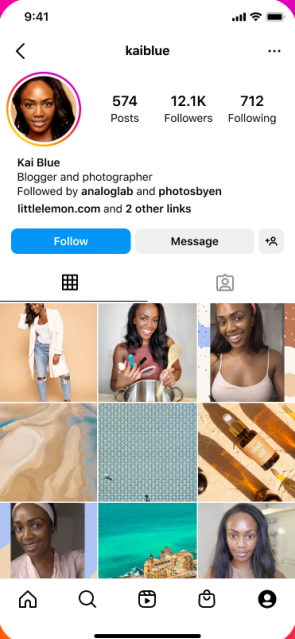 9:41
kaiblue
574 12.1K 712
Posts Followers Following
Kai Blue
Blogger and photographer
Followed by analoglab and photosbyen
littlelemon.com and 2 other links
Follow Message